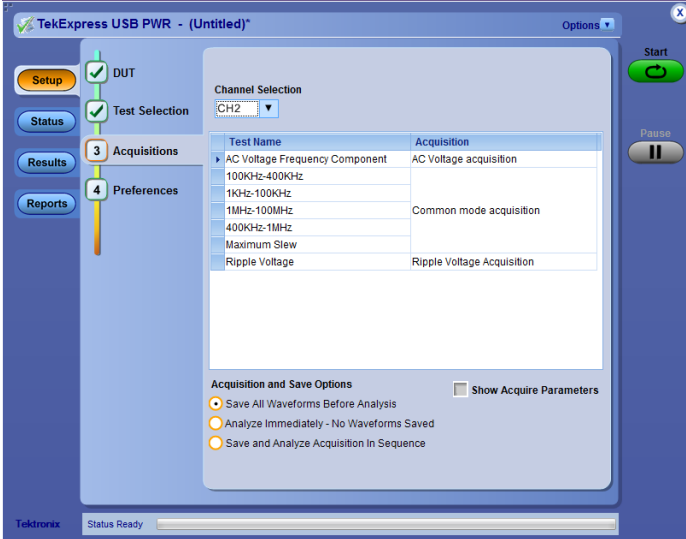 TekExpress USB PWR - (Untitled)*
Options
x
Start
Setup
DUT
Channel Selection
Test Selection
CH2
Status
Pause
3 Acquisitions
Test Name Acquisition
AC Voltage Frequency Component AC Voltage acquisition
Results
100KHz-400KHz
4 Preferences
1KHz-100KHz
Reports
1MHz-100MHz Common mode acquisition
400KHz-1MHz
Maximum Slew
Ripple Voltage Ripple Voltage Acquisition
Acquisition and Save Options
Show Acquire Parameters
Save All Waveforms Before Analysis
Analyze Immediately - No Waveforms Saved
Save and Analyze Acquisition In Sequence
Tektronix Status Ready